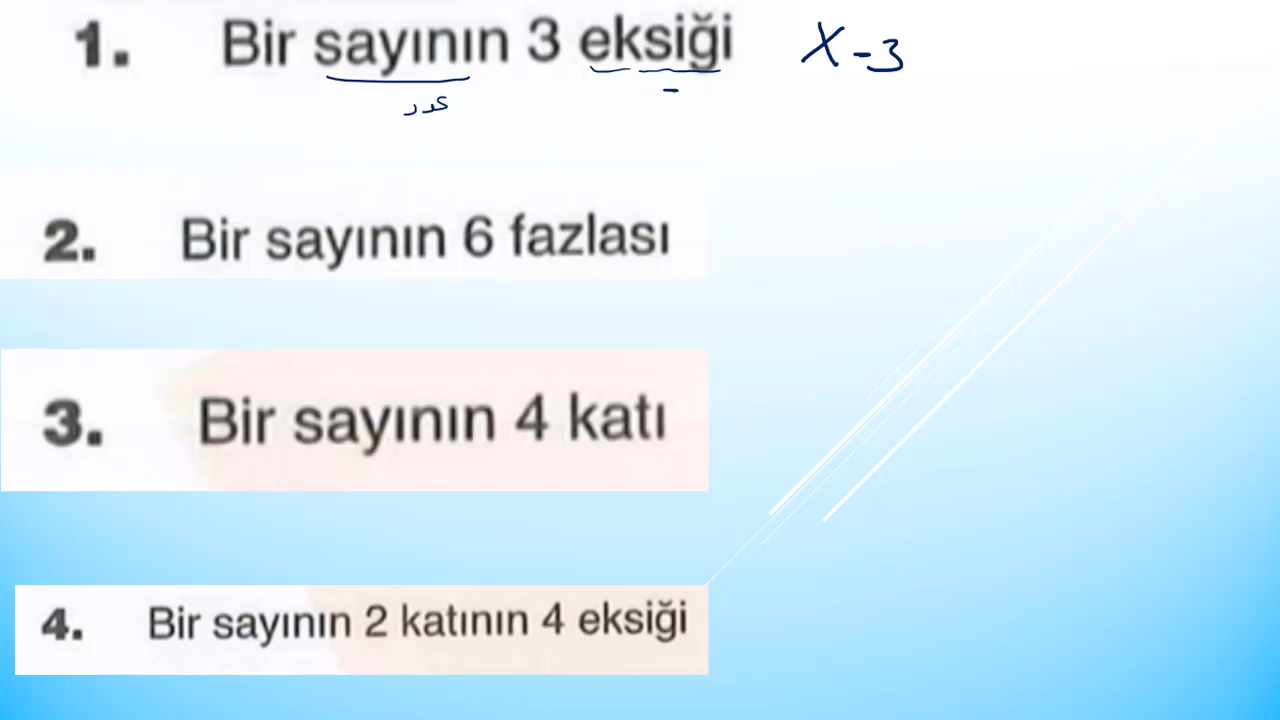 1. Bir sayının 3 eksiği x-3
عدد -
2. Bir sayının 6 fazlası
3. Bir sayının 4 katı
4. Bir sayının 2 katının 4 eksiği